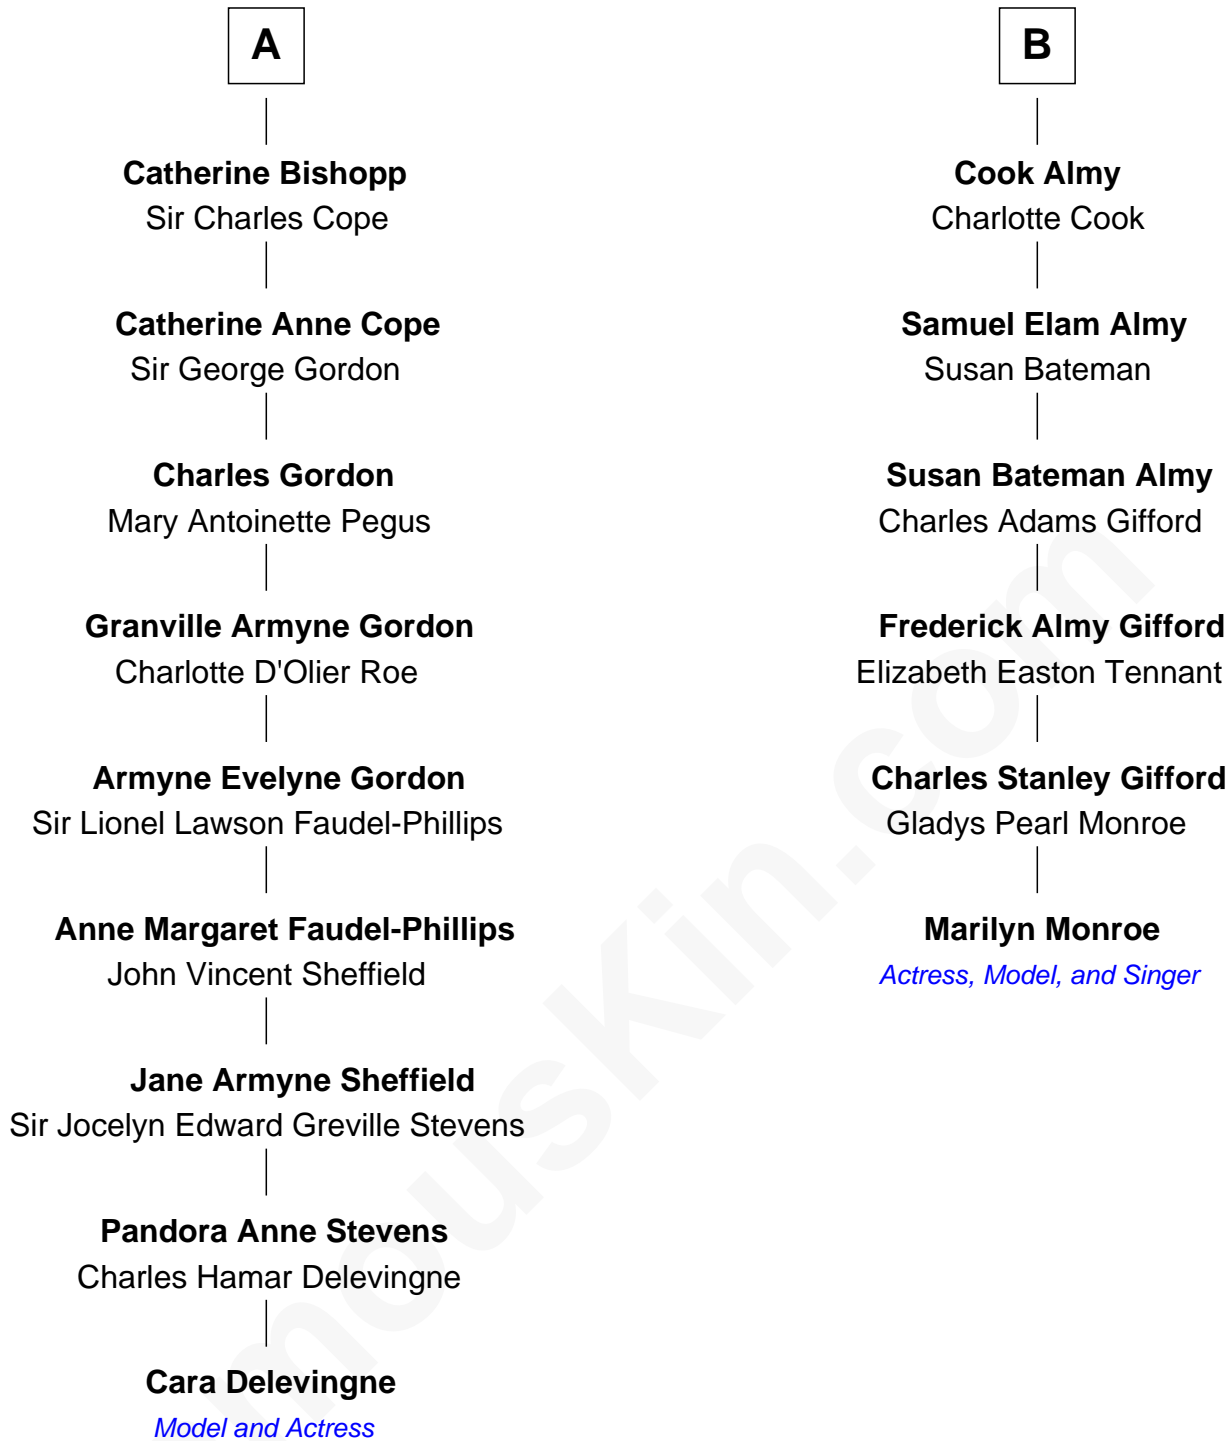 A
Catherine Bishopp
Sir Charles Cope
Catherine Anne Cope
Sir George Gordon
Charles Gordon
Mary Antoinette Pegus
Granville Armyne Gordon
Charlotte D'Olier Roe
Armyne Evelyne Gordon
Sir Lionel Lawson Faudel-Phillips
Anne Margaret Faudel-Phillips
John Vincent Sheffield
Jane Armyne Sheffield
Sir Jocelyn Edward Greville Stevens
Pandora Anne Stevens
Charles Hamar Delevingne
Cara Delevingne
Model and Actress
B
Cook Almy
Charlotte Cook
Samuel Elam Almy
Susan Bateman
Susan Bateman Almy
Charles Adams Gifford
Frederick Almy Gifford
Elizabeth Easton Tennant
Charles Stanley Gifford
Gladys Pearl Monroe
Marilyn Monroe
Actress, Model, and Singer
mousKin.com